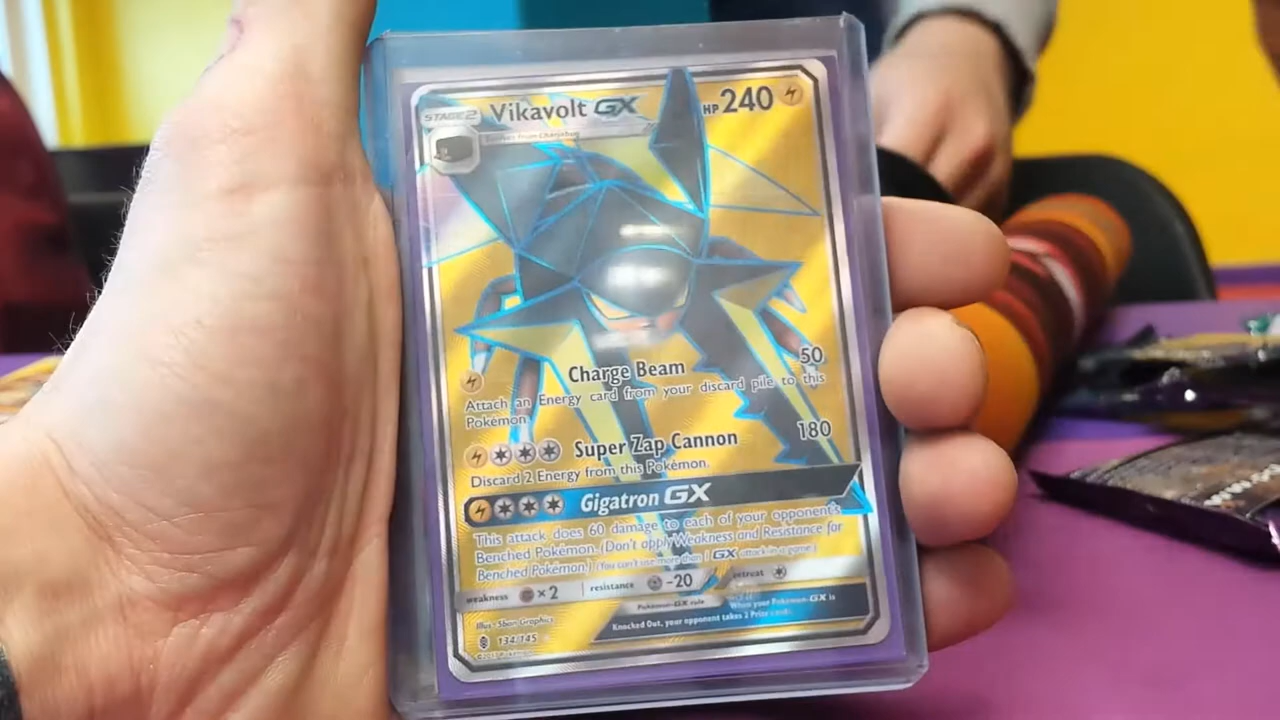 STAGE2 Vikavolt GX HP 240
Evolves from Charjabug
Charge Beam 50
Attach an Energy card from your discard pile to this
Pokémon.
Super Zap Cannon 180
Discard 2 Energy from this Pokémon.
Gigatron GX
This attack does 60 damage to each of your opponent's
Benched Pokémon. (Don't apply Weakness and Resistance for
Benched Pokémon.) (You can't use more than 1 GX attack in a game.)
weakness ×2 resistance -20 retreat
Pokémon-GX rule When your Pokémon-GX is
Knocked Out, your opponent takes 2 Prize cards.
Illus. 5ban Graphics
134/145
©2017 Pokémon